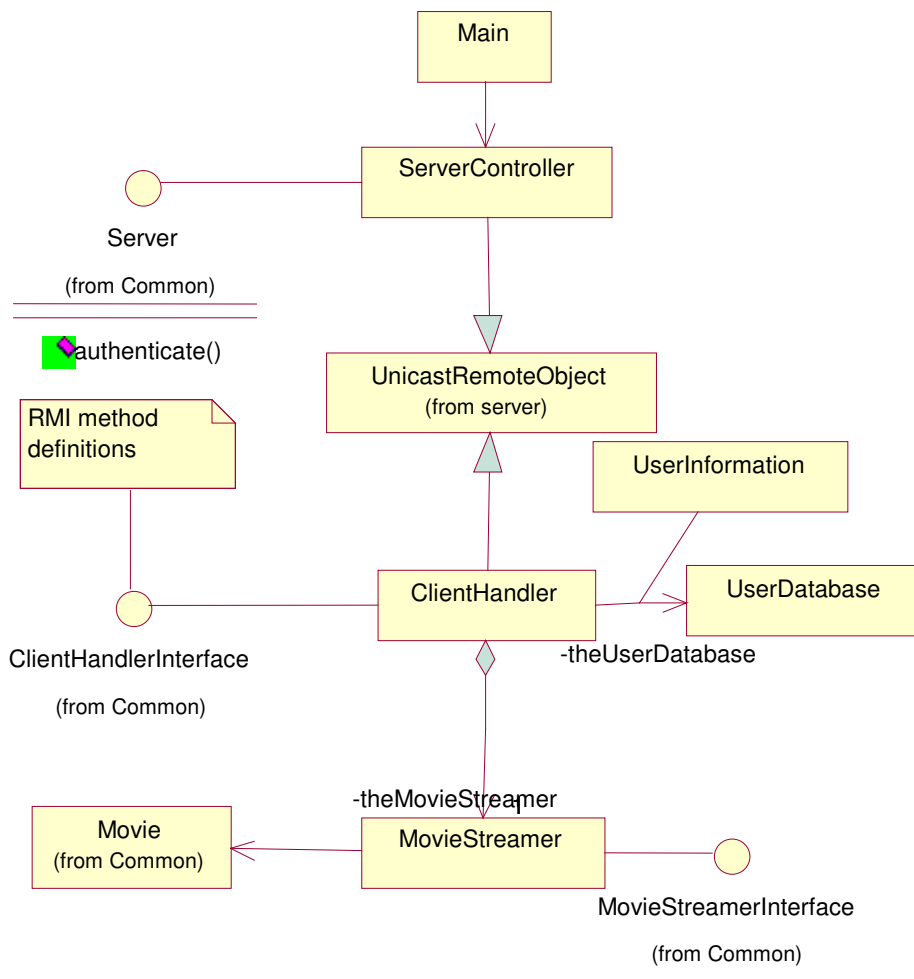 Main
ServerController
Server
(from Common)
authenticate()
UnicastRemoteObject
(from server)
RMI method
definitions
UserInformation
ClientHandler
UserDatabase
-theUserDatabase
ClientHandlerInterface
(from Common)
-theMovieStreamer
Movie
(from Common)
MovieStreamer
MovieStreamerInterface
(from Common)